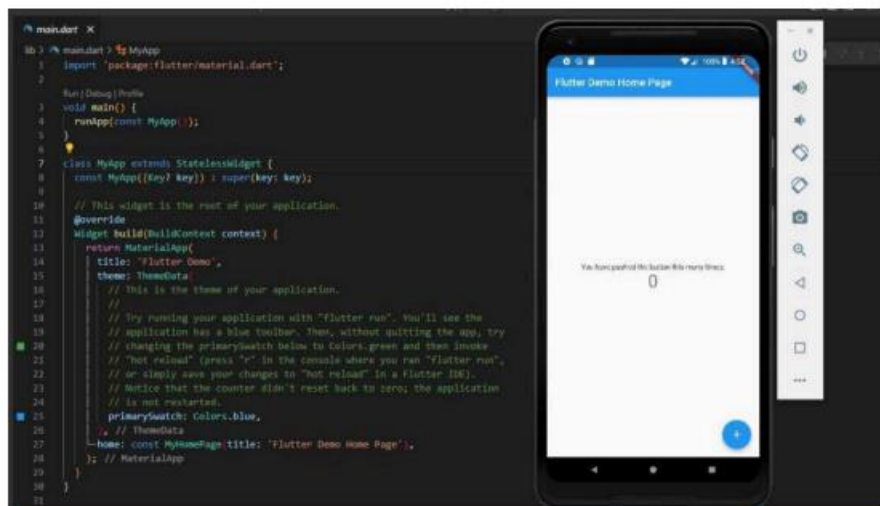 main.dart X
lib > main.dart > MyApp
1 import 'package:flutter/material.dart';
2
Run | Debug | Profile
3 void main() {
4 runApp(const MyApp());
5 }
6
7 class MyApp extends StatelessWidget {
8 const MyApp({Key? key}) : super(key: key);
9
10 // This widget is the root of your application.
11 @override
12 Widget build(BuildContext context) {
13 return MaterialApp(
14 title: 'Flutter Demo',
15 theme: ThemeData(
16 // This is the theme of your application.
17 //
18 // Try running your application with "flutter run". You'll see the
19 // application has a blue toolbar. Then, without quitting the app, try
20 // changing the primarySwatch below to Colors.green and then invoke
21 // "hot reload" (press "r" in the console where you ran "flutter run",
22 // or simply save your changes to "hot reload" in a Flutter IDE).
23 // Notice that the counter didn't reset back to zero; the application
24 // is not restarted.
25 primarySwatch: Colors.blue,
26 ), // ThemeData
27 home: const MyHomePage(title: 'Flutter Demo Home Page'),
28 ); // MaterialApp
29 }
30 }
31
100%
Flutter Demo Home Page
You have pushed the button this many times:
0
+